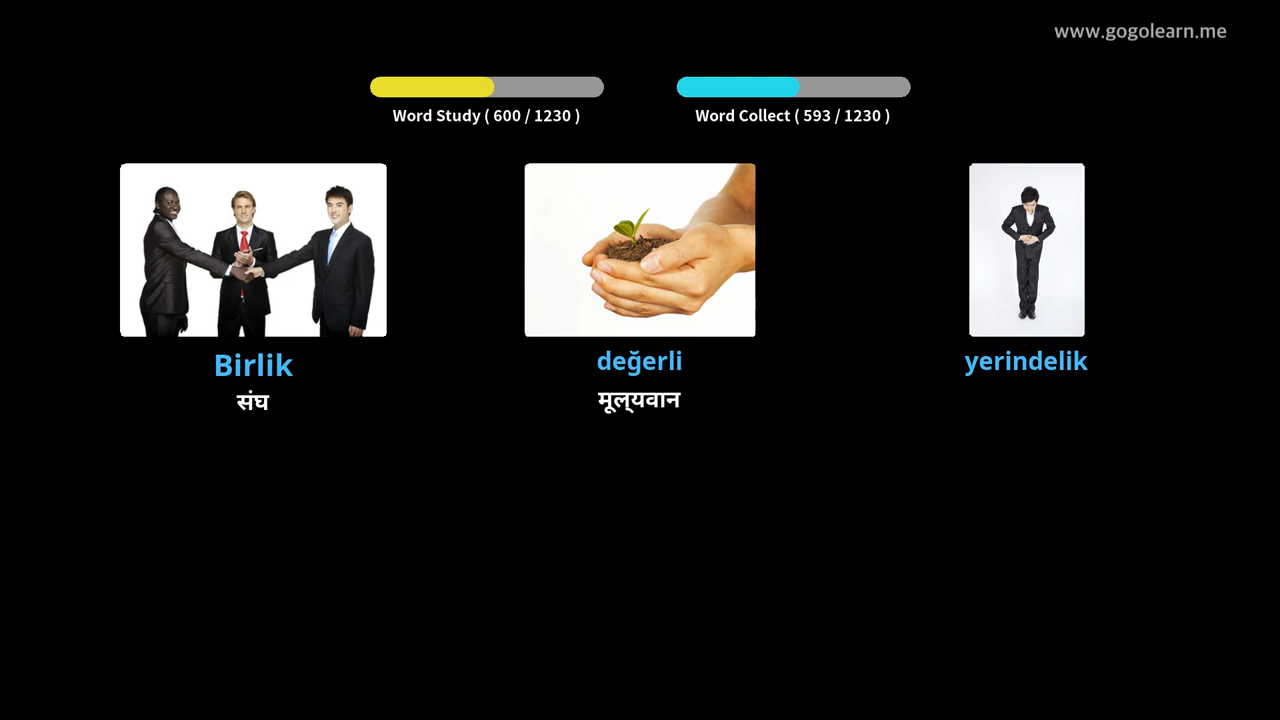 www.gogolearn.me
Word Study ( 600 / 1230 )
Word Collect ( 593 / 1230 )
Birlik
संघ
değerli
मूल्यवान
yerindelik